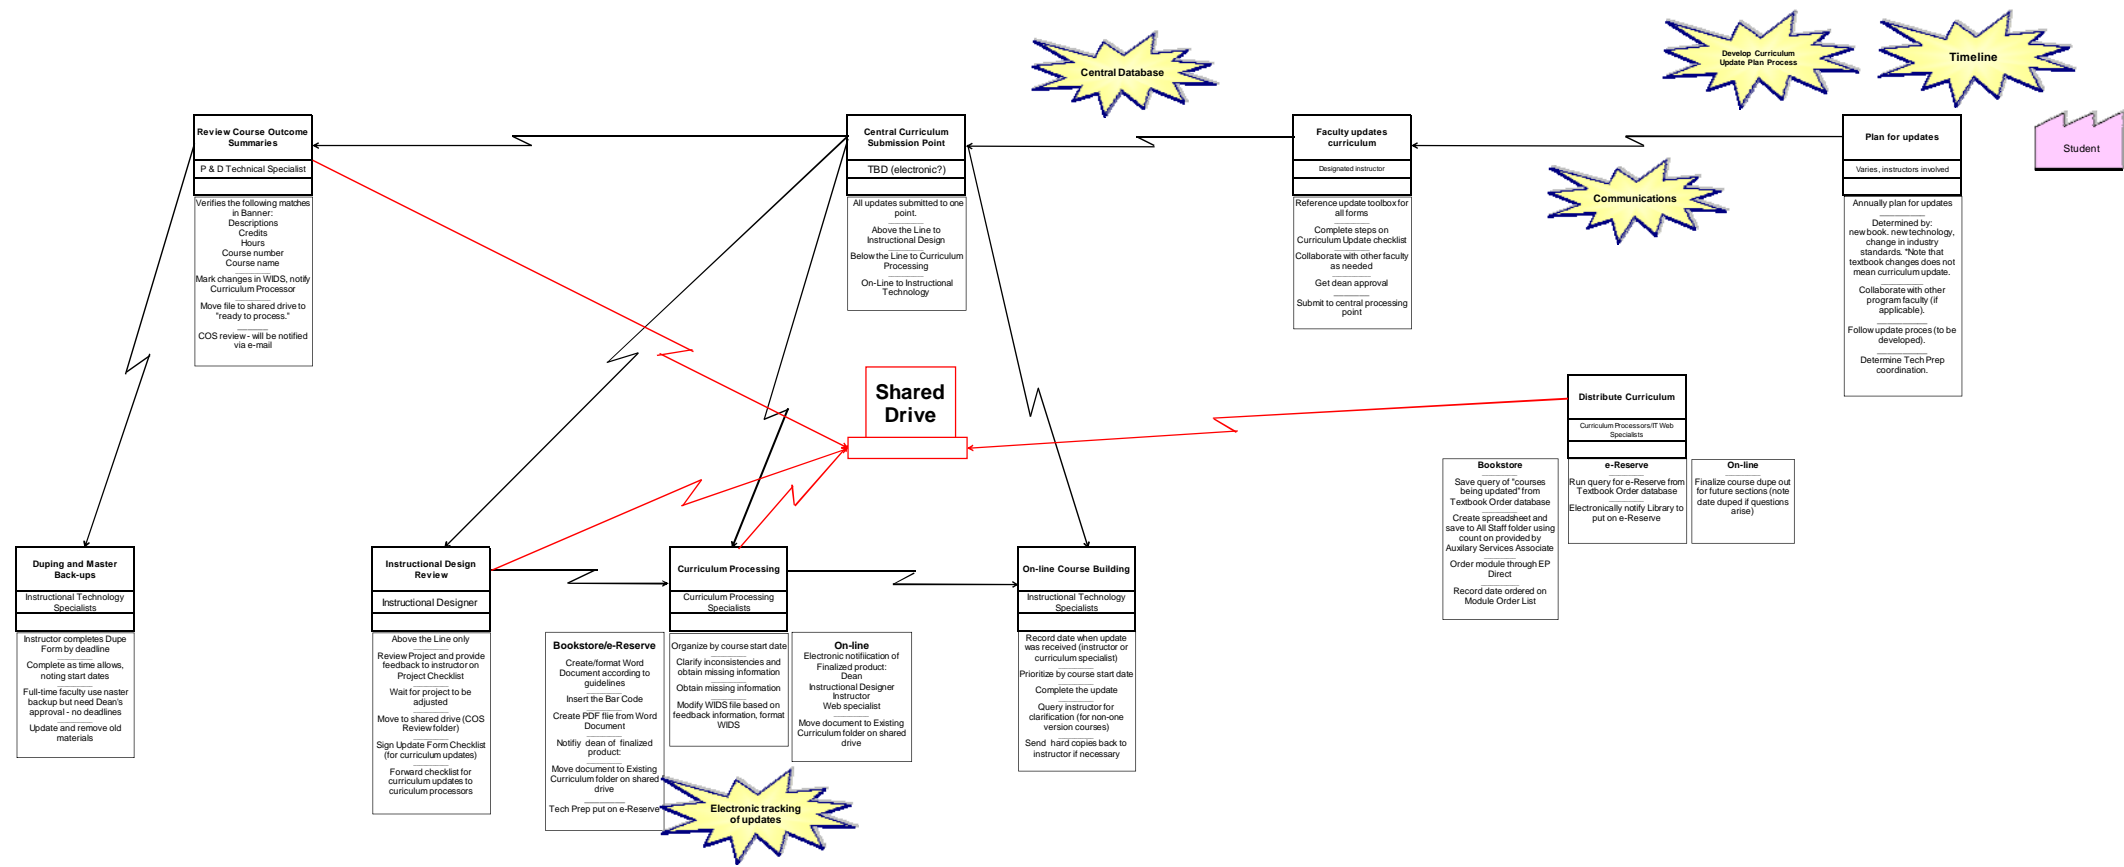 Central Database
Develop Curriculum
Update Plan Process
Timeline
Student
Communications
Review Course Outcome
Summaries
P & D Technical Specialist
Verifies the following matches
in Banner:
Descriptions
Credits
Hours
Course number
Course name
Mark changes in WIDS, notify
Curriculum Processor
Move file to shared drive to
"ready to process."
COS review - will be notified
via e-mail
Central Curriculum
Submission Point
TBD (electronic?)
All updates submitted to one
point.
Above the Line to
Instructional Design
Below the Line to Curriculum
Processing
On-Line to Instructional
Technology
Faculty updates
curriculum
Designated instructor
Reference update toolbox for
all forms
Complete steps on
Curriculum Update checklist
Collaborate with other faculty
as needed
Get dean approval
Submit to central processing
point
Plan for updates
Varies, instructors involved
Annually plan for updates
Determined by:
new book. new technology,
change in industry
standards. *Note that
textbook changes does not
mean curriculum update.
Collaborate with other
program faculty (if
applicable).
Follow update proces (to be
developed).
Determine Tech Prep
coordination.
Shared
Drive
Distribute Curriculum
Curriculum Processors/IT Web
Specialists
Bookstore
Save query of "courses
being updated" from
Textbook Order database
Create spreadsheet and
save to All Staff folder using
count on provided by
Auxilary Services Associate
Order module through EP
Direct
Record date ordered on
Module Order List
e-Reserve
Run query for e-Reserve from
Textbook Order database
Electronically notify Library to
put on e-Reserve
On-line
Finalize course dupe out
for future sections (note
date duped if questions
arise)
Duping and Master
Back-ups
Instructional Technology
Specialists
Instructor completes Dupe
Form by deadline
Complete as time allows,
noting start dates
Full-time faculty use naster
backup but need Dean's
approval - no deadlines
Update and remove old
materials
Instructional Design
Review
Instructional Designer
Above the Line only
Review Project and provide
feedback to instructor on
Project Checklist
Wait for project to be
adjusted
Move to shared drive (COS
Review folder)
Sign Update Form Checklist
(for curriculum updates)
Forward checklist for
curriculum updates to
curiculum processors
Bookstore/e-Reserve
Create/format Word
Document according to
guidelines
Insert the Bar Code
Create PDF flie from Word
Document
Notifiy dean of finalized
product:
Move document to Existing
Curriculum folder on shared
drive
Tech Prep put on e-Reserve
Curriculum Processing
Curriculum Processing
Specialists
Organize by course start date
Clarify inconsistencies and
obtain missing information
Obtain missing information
Modify WIDS file based on
feedback information, format
WIDS
On-line
Electronic notifiication of
Finalized product:
Dean
Instructional Designer
Instructor
Web specialist
Move document to Existing
Curriculum folder on shared
drive
On-line Course Building
Instructional Technology
Specialists
Record date when update
was received (instructor or
curriculum specialist)
Prioritize by course start date
Complete the update
Query instructor for
clarification (for non-one
version courses)
Send hard copies back to
instructor if necessary
Electronic tracking
of updates